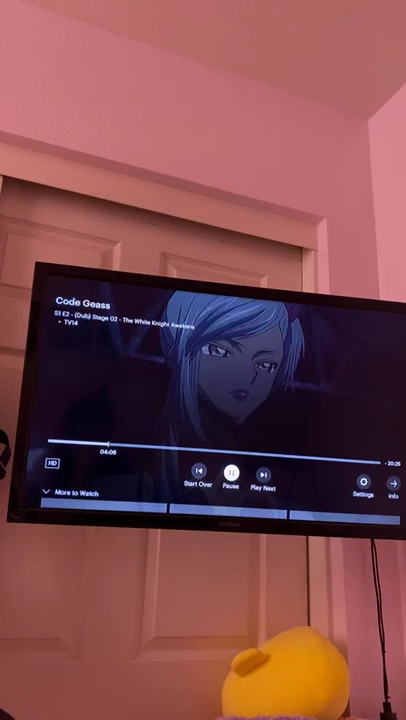 Code Geass
S1 E2 - (Dub) Stage 02 - The White Knight Awakens
• TV14
04:06
- 20:25
HD
Start Over
Pause
Play Next
Settings
Info
More to Watch